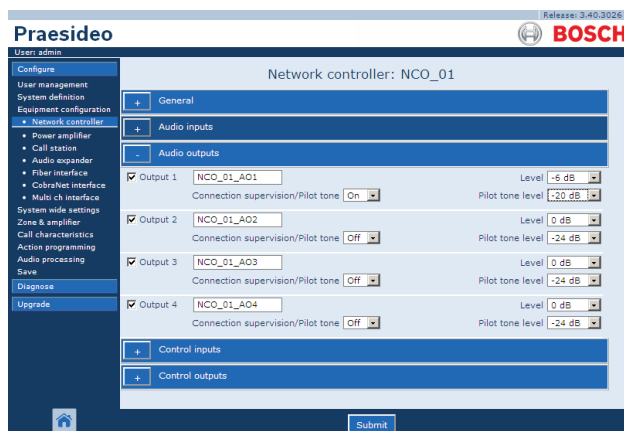 Release: 3.40.3026
Praesideo
BOSCH
User: admin
Configure
User management
System definition
Equipment configuration
• Network controller
• Power amplifier
• Call station
• Audio expander
• Fiber interface
• CobraNet interface
• Multi ch interface
System wide settings
Zone & amplifier
Call characteristics
Action programming
Audio processing
Save
Diagnose
Upgrade
Network controller: NCO_01
+ General
+ Audio inputs
- Audio outputs
Output 1 NCO_01_AO1 Level -6 dB
Connection supervision/Pilot tone On Pilot tone level -20 dB
Output 2 NCO_01_AO2 Level 0 dB
Connection supervision/Pilot tone Off Pilot tone level -24 dB
Output 3 NCO_01_AO3 Level 0 dB
Connection supervision/Pilot tone Off Pilot tone level -24 dB
Output 4 NCO_01_AO4 Level 0 dB
Connection supervision/Pilot tone Off Pilot tone level -24 dB
+ Control inputs
+ Control outputs
Submit